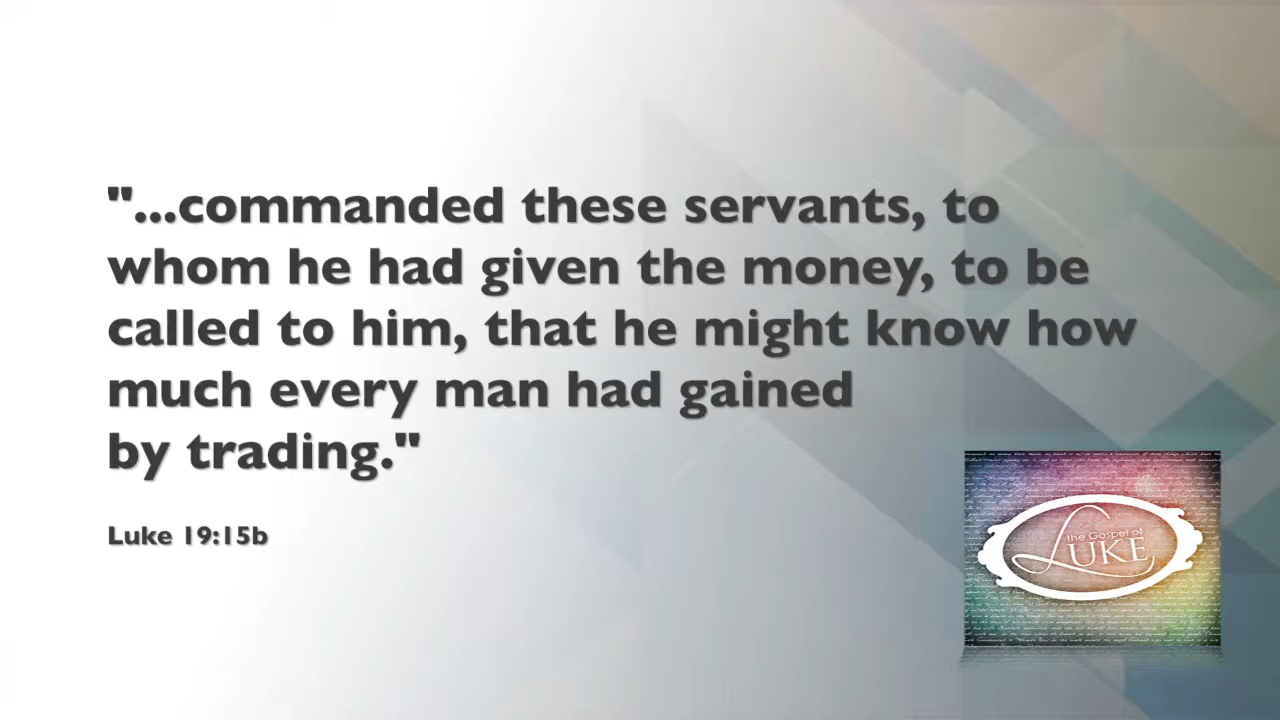 "...commanded these servants, to
whom he had given the money, to be
called to him, that he might know how
much every man had gained
by trading."
Luke 19:15b
the Gospel of
LUKE